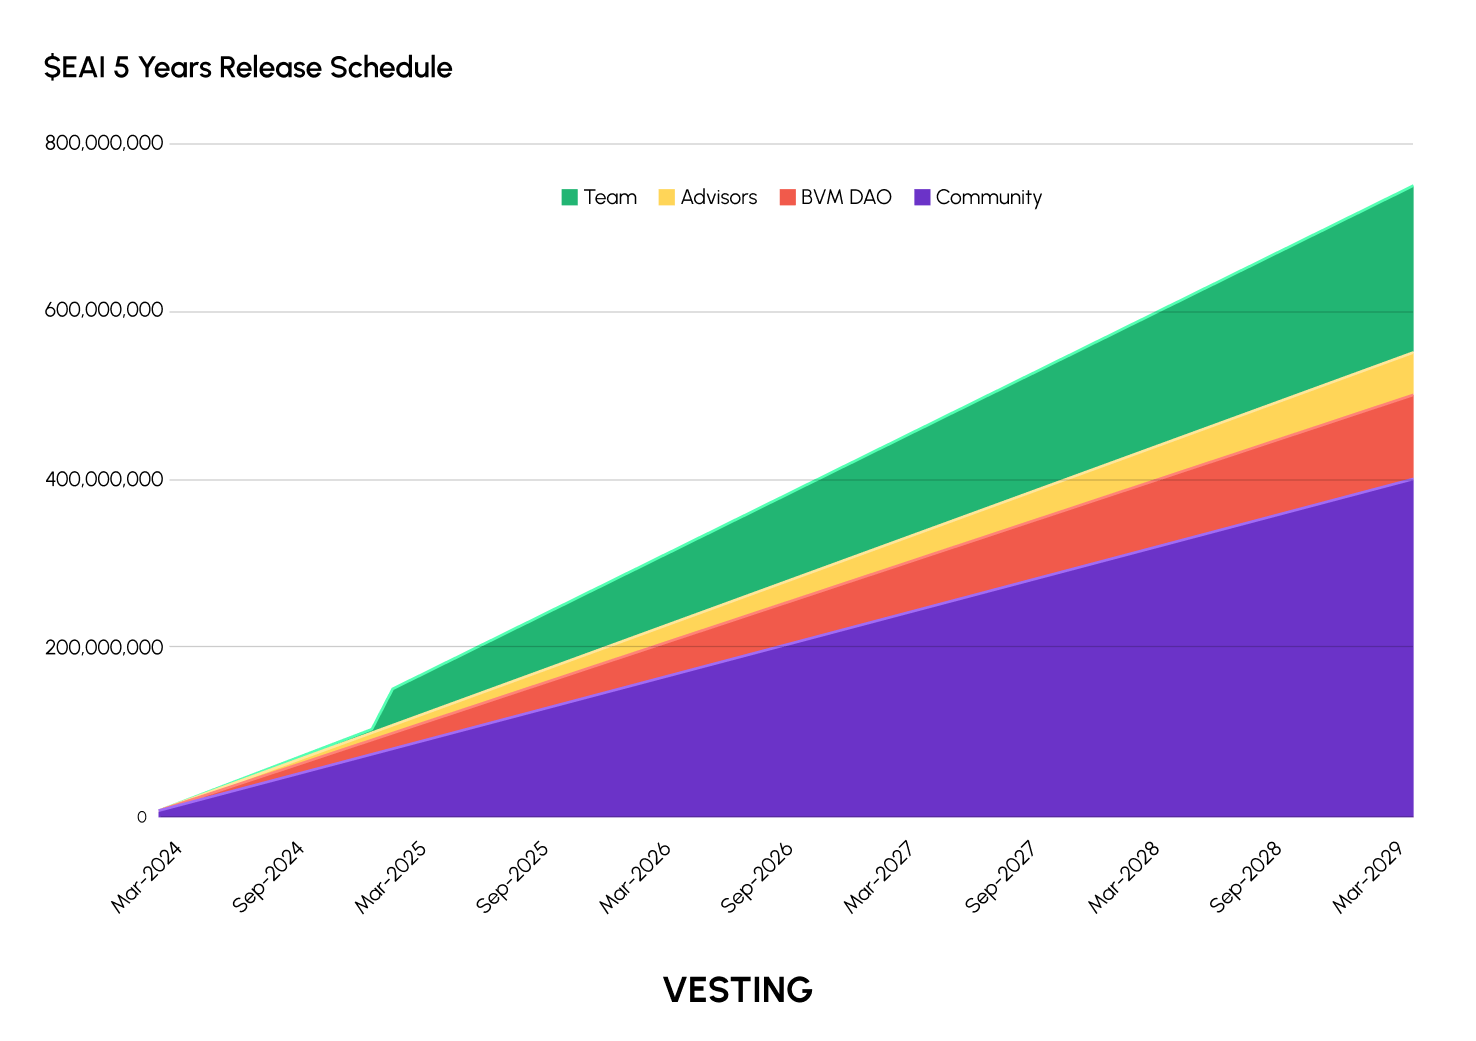 $EAI 5 Years Release Schedule
800,000,000
Team Advisors BVM DAO Community
600,000,000
400,000,000
200,000,000
0
Mar-2024 Sep-2024 Mar-2025 Sep-2025 Mar-2026 Sep-2026 Mar-2027 Sep-2027 Mar-2028 Sep-2028 Mar-2029
VESTING